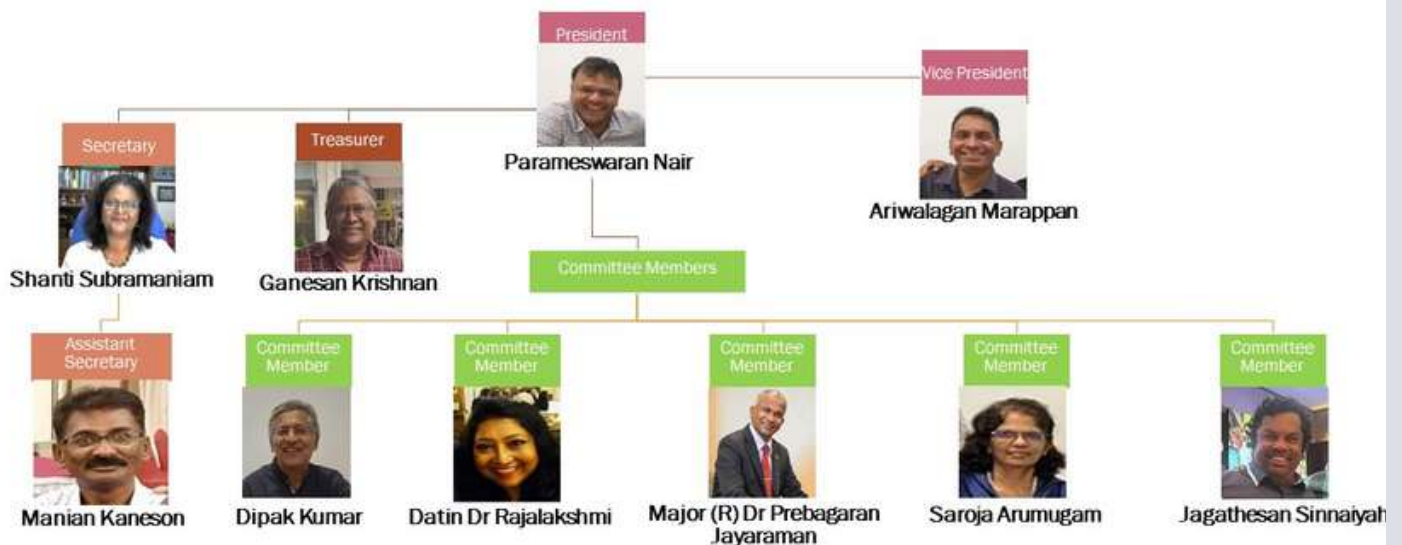 President
Vice President
Parameswaran Nair
Ariwalagan Marappan
Secretary
Treasurer
Shanti Subramaniam
Ganesan Krishnan
Committee Members
Assistant
Secretary
Manian Kaneson
Committee
Member
Dipak Kumar
Committee
Member
Datin Dr Rajalakshmi
Committee
Member
Major (R) Dr Prebagaran
Jayaraman
Committee
Member
Saroja Arumugam
Committee
Member
Jagathesan Sinnaiyah